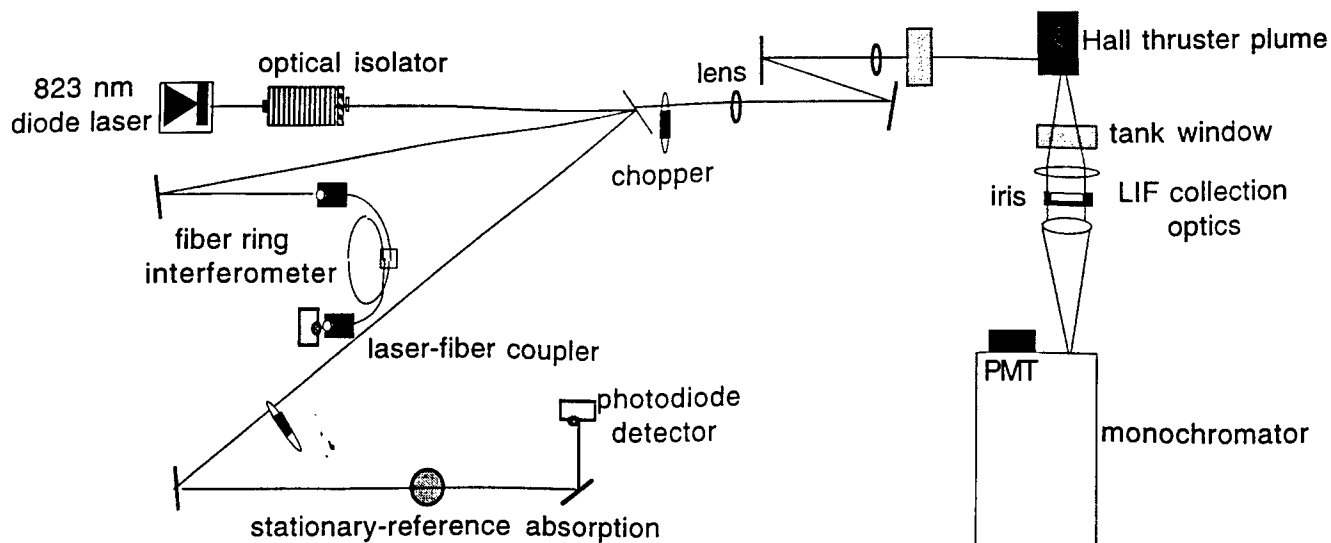 823 nm
diode laser
optical isolator
lens
Hall thruster plume
tank window
chopper
iris
LIF collection
optics
fiber ring
interferometer
laser-fiber coupler
PMT
photodiode
detector
monochromator
stationary-reference absorption